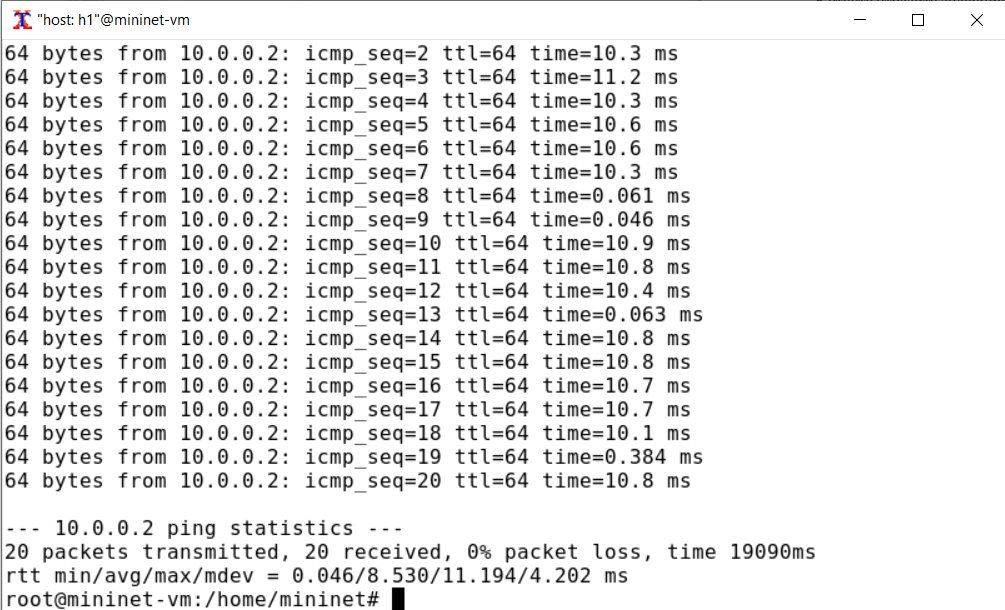 "host: h1"@mininet-vm
64 bytes from 10.0.0.2: icmp_seq=2 ttl=64 time=10.3 ms
64 bytes from 10.0.0.2: icmp_seq=3 ttl=64 time=11.2 ms
64 bytes from 10.0.0.2: icmp_seq=4 ttl=64 time=10.3 ms
64 bytes from 10.0.0.2: icmp_seq=5 ttl=64 time=10.6 ms
64 bytes from 10.0.0.2: icmp_seq=6 ttl=64 time=10.6 ms
64 bytes from 10.0.0.2: icmp_seq=7 ttl=64 time=10.3 ms
64 bytes from 10.0.0.2: icmp_seq=8 ttl=64 time=0.061 ms
64 bytes from 10.0.0.2: icmp_seq=9 ttl=64 time=0.046 ms
64 bytes from 10.0.0.2: icmp_seq=10 ttl=64 time=10.9 ms
64 bytes from 10.0.0.2: icmp_seq=11 ttl=64 time=10.8 ms
64 bytes from 10.0.0.2: icmp_seq=12 ttl=64 time=10.4 ms
64 bytes from 10.0.0.2: icmp_seq=13 ttl=64 time=0.063 ms
64 bytes from 10.0.0.2: icmp_seq=14 ttl=64 time=10.8 ms
64 bytes from 10.0.0.2: icmp_seq=15 ttl=64 time=10.8 ms
64 bytes from 10.0.0.2: icmp_seq=16 ttl=64 time=10.7 ms
64 bytes from 10.0.0.2: icmp_seq=17 ttl=64 time=10.7 ms
64 bytes from 10.0.0.2: icmp_seq=18 ttl=64 time=10.1 ms
64 bytes from 10.0.0.2: icmp_seq=19 ttl=64 time=0.384 ms
64 bytes from 10.0.0.2: icmp_seq=20 ttl=64 time=10.8 ms
--- 10.0.0.2 ping statistics ---
20 packets transmitted, 20 received, 0% packet loss, time 19090ms
rtt min/avg/max/mdev = 0.046/8.530/11.194/4.202 ms
root@mininet-vm:/home/mininet#